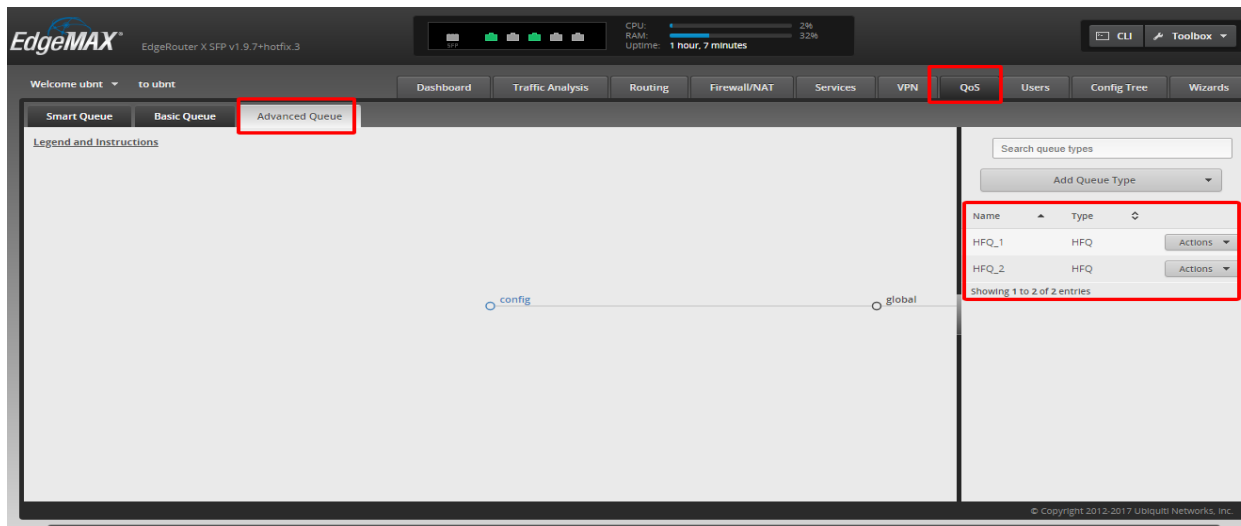 EdgeMAX EdgeRouter X SFP v1.9.7+hotfix.3
SFP
CPU: 2%
RAM: 32%
Uptime: 1 hour, 7 minutes
CLI Toolbox
Welcome ubnt to ubnt
Dashboard Traffic Analysis Routing Firewall/NAT Services VPN QoS Users Config Tree Wizards
Smart Queue Basic Queue Advanced Queue
Legend and Instructions
Search queue types
Add Queue Type
Name Type
HFQ_1 HFQ Actions
HFQ_2 HFQ Actions
Showing 1 to 2 of 2 entries
config global
© Copyright 2012-2017 Ubiquiti Networks, Inc.